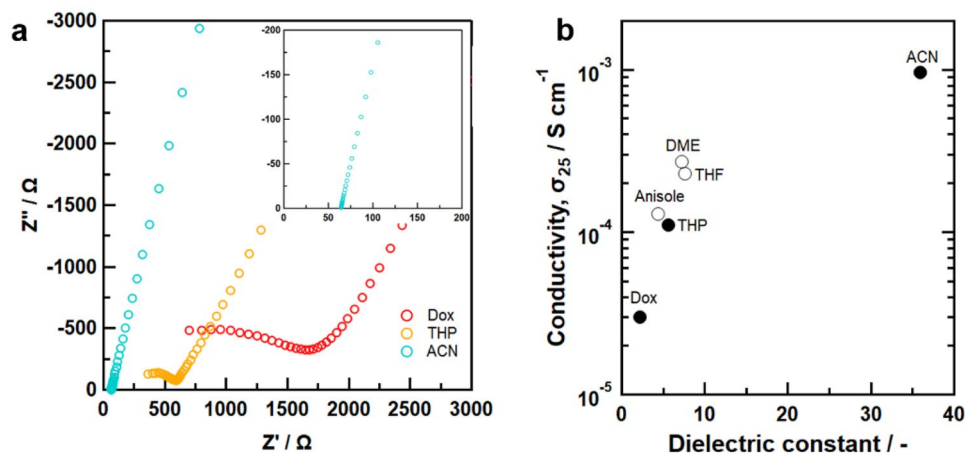 a
-3000
-2500
-2000
-1500
-1000
-500
0
Z'' / Ω
0 500 1000 1500 2000 2500 3000
Z' / Ω
-200
-150
-100
-50
0
0 50 100 150 200
Dox
THP
ACN
b
10⁻³
10⁻⁴
10⁻⁵
Conductivity, σ₂₅ / S cm⁻¹
ACN
DME
THF
Anisole
THP
Dox
0 10 20 30 40
Dielectric constant / -